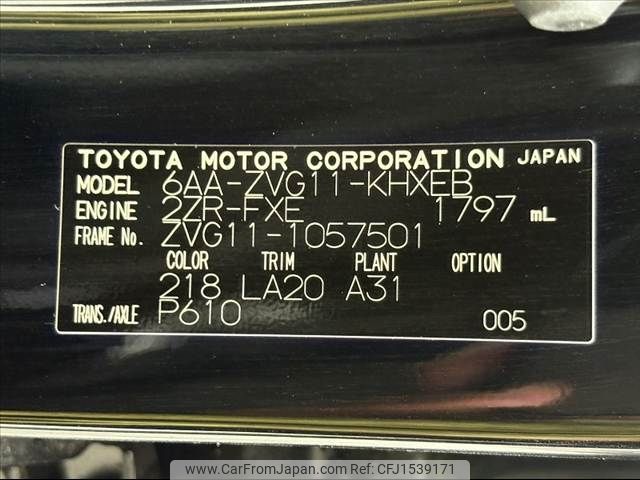 TOYOTA MOTOR CORPORATION JAPAN
MODEL 6AA-ZVG11-KHXEB
ENGINE 2ZR-FXE 1797 mL
FRAME No. ZVG11-1057501
COLOR TRIM PLANT OPTION
218 LA20 A31
TRANS./AXLE P610 005
www.CarFromJapan.com - CFJ1539171